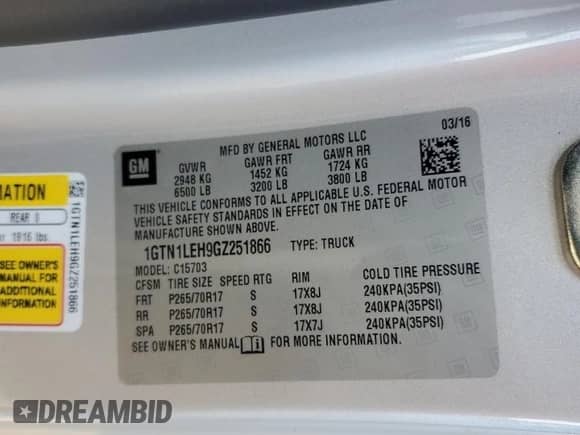 GM
MFD BY GENERAL MOTORS LLC
03/16
GVWR GAWR FRT GAWR RR
2948 KG 1452 KG 1724 KG
6500 LB 3200 LB 3800 LB
THIS VEHICLE CONFORMS TO ALL APPLICABLE U.S. FEDERAL MOTOR
VEHICLE SAFETY STANDARDS IN EFFECT ON THE DATE OF
MANUFACTURE SHOWN ABOVE.
1GTN1LEH9GZ251866 TYPE: TRUCK
MODEL: C15703
CFSM TIRE SIZE SPEED RTG RIM COLD TIRE PRESSURE
FRT P265/70R17 S 17X8J 240KPA(35PSI)
RR P265/70R17 S 17X8J 240KPA(35PSI)
SPA P265/70R17 S 17X7J 240KPA(35PSI)
SEE OWNER'S MANUAL FOR MORE INFORMATION.
REAR
1916 lbs.
SEE OWNER'S
MANUAL FOR
ADDITIONAL
INFORMATION
1GTN1LEH9GZ251866
DREAMBID